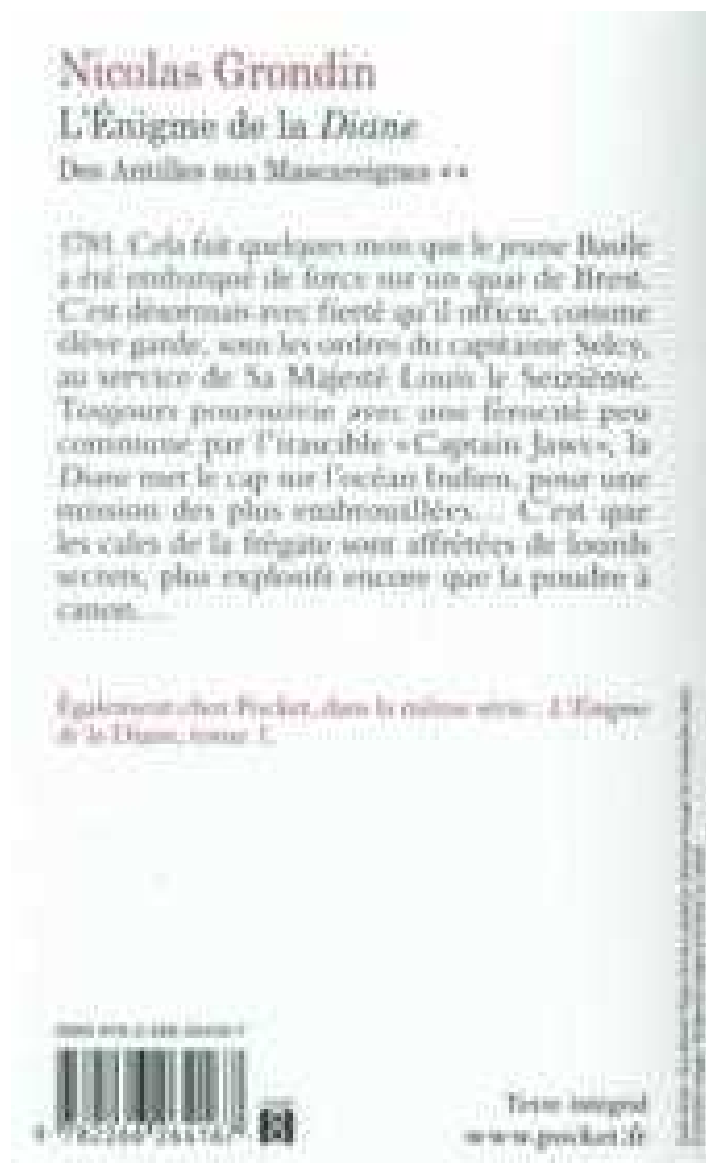 Nicolas Grondin
L'Énigme de la Diane
Des Antilles aux Mascareignes **
1781. Cela fait quelques mois que le jeune Basile
a été embarqué de force sur un quai de Brest.
C'est désormais avec fierté qu'il officie, comme
élève garde, sous les ordres du capitaine Selcy,
au service de Sa Majesté Louis le Seizième.
Toujours poursuivie avec une férocité peu
commune par l'irascible «Captain Jaws», la
Diane met le cap sur l'océan Indien, pour une
mission des plus embrouillées... C'est que
les cales de la frégate sont affrétées de lourds
secrets, plus explosifs encore que la poudre à
canon...
Également chez Pocket, dans la même série : L'Énigme
de la Diane, tome 1.
Texte intégral
www.pocket.fr